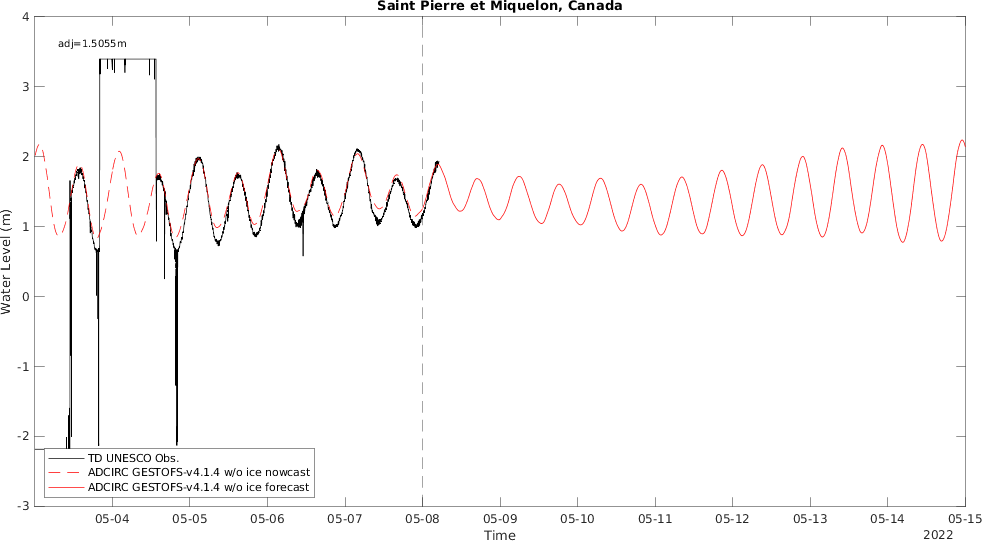 Saint Pierre et Miquelon, Canada
adj=1.5055m
4
3
2
1
0
-1
-2
-3
Water Level (m)
TD UNESCO Obs.
ADCIRC GESTOFS-v4.1.4 w/o ice nowcast
ADCIRC GESTOFS-v4.1.4 w/o ice forecast
05-04 05-05 05-06 05-07 05-08 05-09 05-10 05-11 05-12 05-13 05-14 05-15
Time
2022